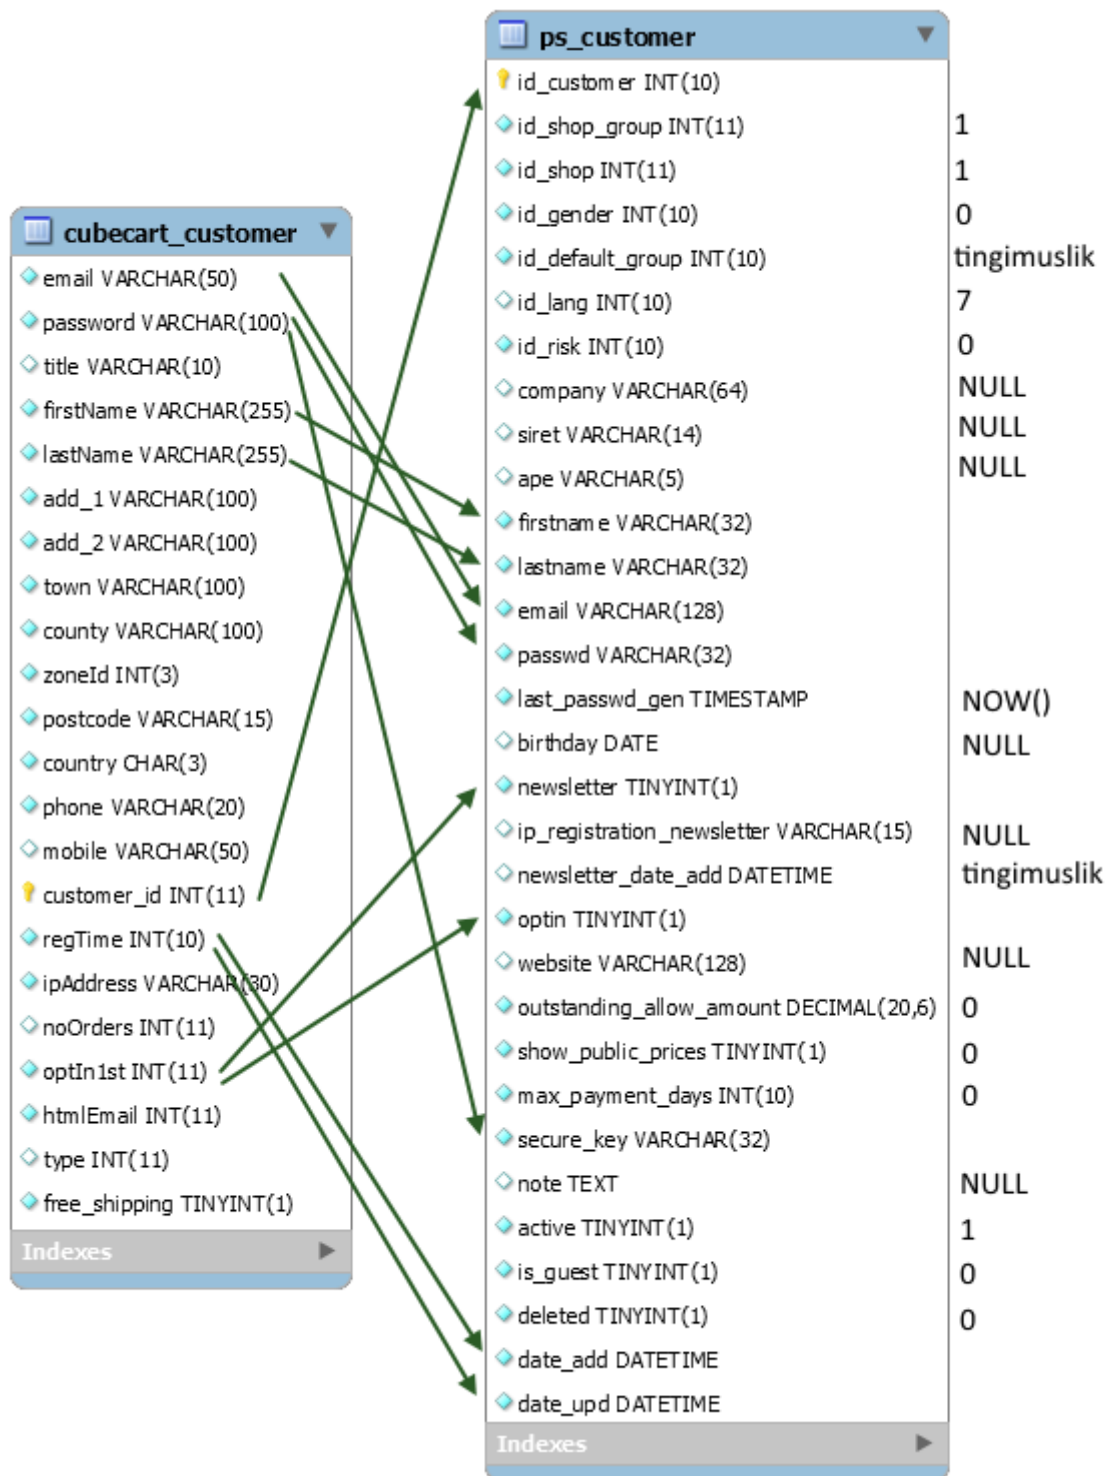 cubecart_customer
email VARCHAR(50)
password VARCHAR(100)
title VARCHAR(10)
firstName VARCHAR(255)
lastName VARCHAR(255)
add_1 VARCHAR(100)
add_2 VARCHAR(100)
town VARCHAR(100)
county VARCHAR(100)
zoneId INT(3)
postcode VARCHAR(15)
country CHAR(3)
phone VARCHAR(20)
mobile VARCHAR(50)
customer_id INT(11)
regTime INT(10)
ipAddress VARCHAR(30)
noOrders INT(11)
optIn1st INT(11)
htmlEmail INT(11)
type INT(11)
free_shipping TINYINT(1)
Indexes
ps_customer
id_customer INT(10)
id_shop_group INT(11) 1
id_shop INT(11) 1
id_gender INT(10) 0
id_default_group INT(10) tingimuslik
id_lang INT(10) 7
id_risk INT(10) 0
company VARCHAR(64) NULL
siret VARCHAR(14) NULL
ape VARCHAR(5) NULL
firstname VARCHAR(32)
lastname VARCHAR(32)
email VARCHAR(128)
passwd VARCHAR(32)
last_passwd_gen TIMESTAMP NOW()
birthday DATE NULL
newsletter TINYINT(1)
ip_registration_newsletter VARCHAR(15) NULL
newsletter_date_add DATETIME tingimuslik
optin TINYINT(1)
website VARCHAR(128) NULL
outstanding_allow_amount DECIMAL(20,6) 0
show_public_prices TINYINT(1) 0
max_payment_days INT(10) 0
secure_key VARCHAR(32)
note TEXT NULL
active TINYINT(1) 1
is_guest TINYINT(1) 0
deleted TINYINT(1) 0
date_add DATETIME
date_upd DATETIME
Indexes